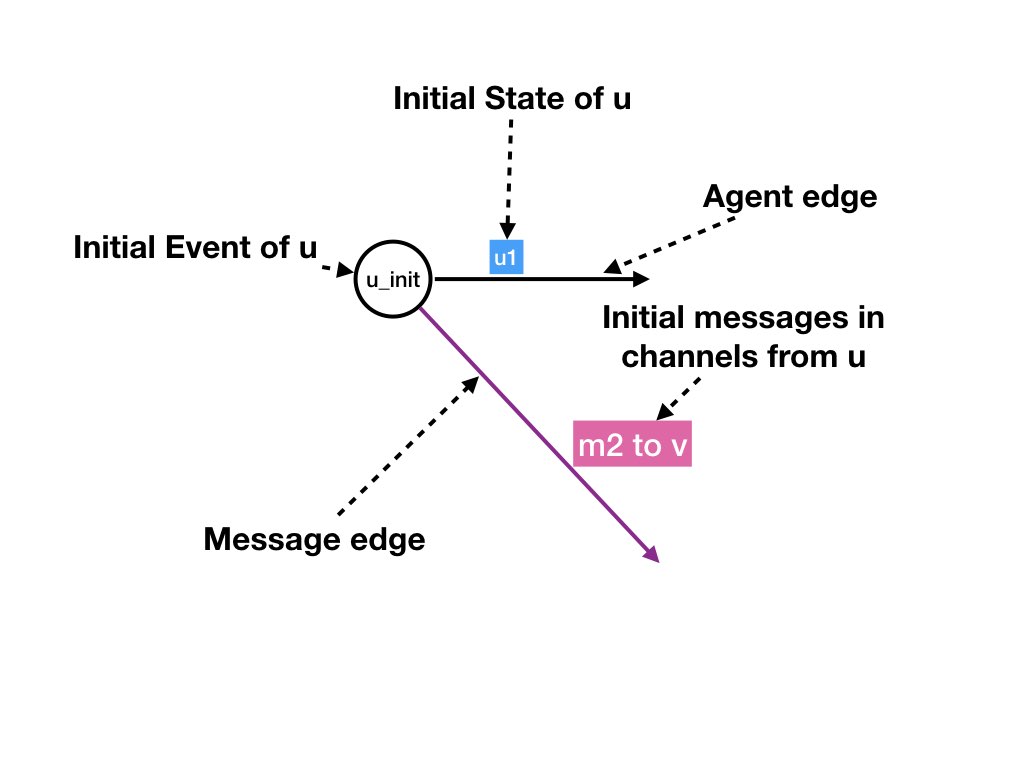 Initial State of u
Agent edge
Initial Event of u
u1
u_init
Initial messages in
channels from u
m2 to v
Message edge